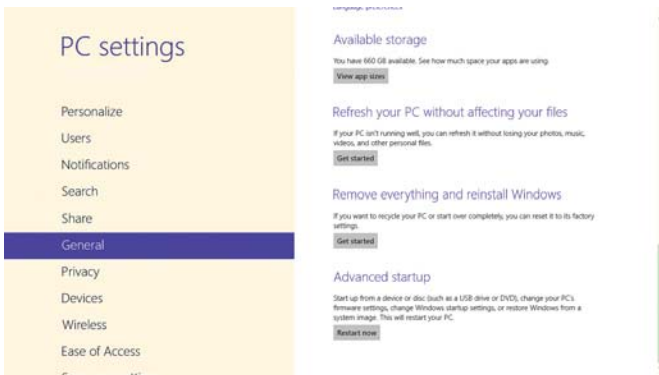 PC settings
Personalize
Users
Notifications
Search
Share
General
Privacy
Devices
Wireless
Ease of Access
Available storage
You have 660 GB available. See how much space your apps are using.
View app sizes
Refresh your PC without affecting your files
If your PC isn't running well, you can refresh it without losing your photos, music,
videos, and other personal files.
Get started
Remove everything and reinstall Windows
If you want to recycle your PC or start over completely, you can reset it to its factory
settings.
Get started
Advanced startup
Start up from a device or disc (such as a USB drive or DVD), change your PC's
firmware settings, change Windows startup settings, or restore Windows from a
system image. This will restart your PC.
Restart now